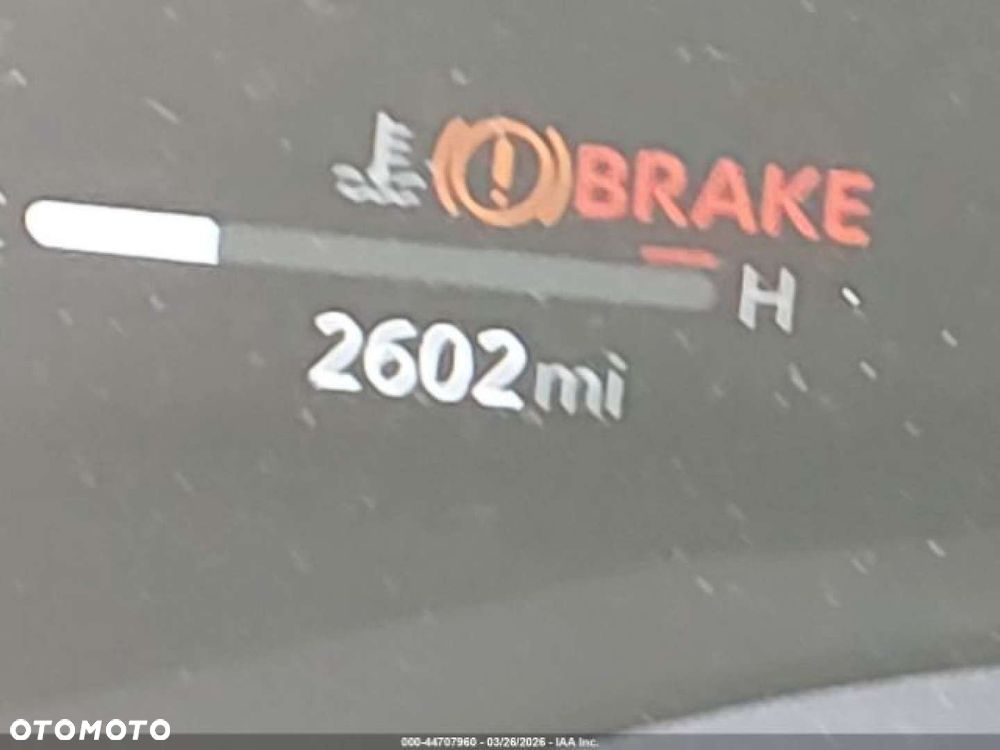 BRAKE
H
2602mi
OTOMOTO
000-44707960 - 03/26/2026 - IAA Inc.